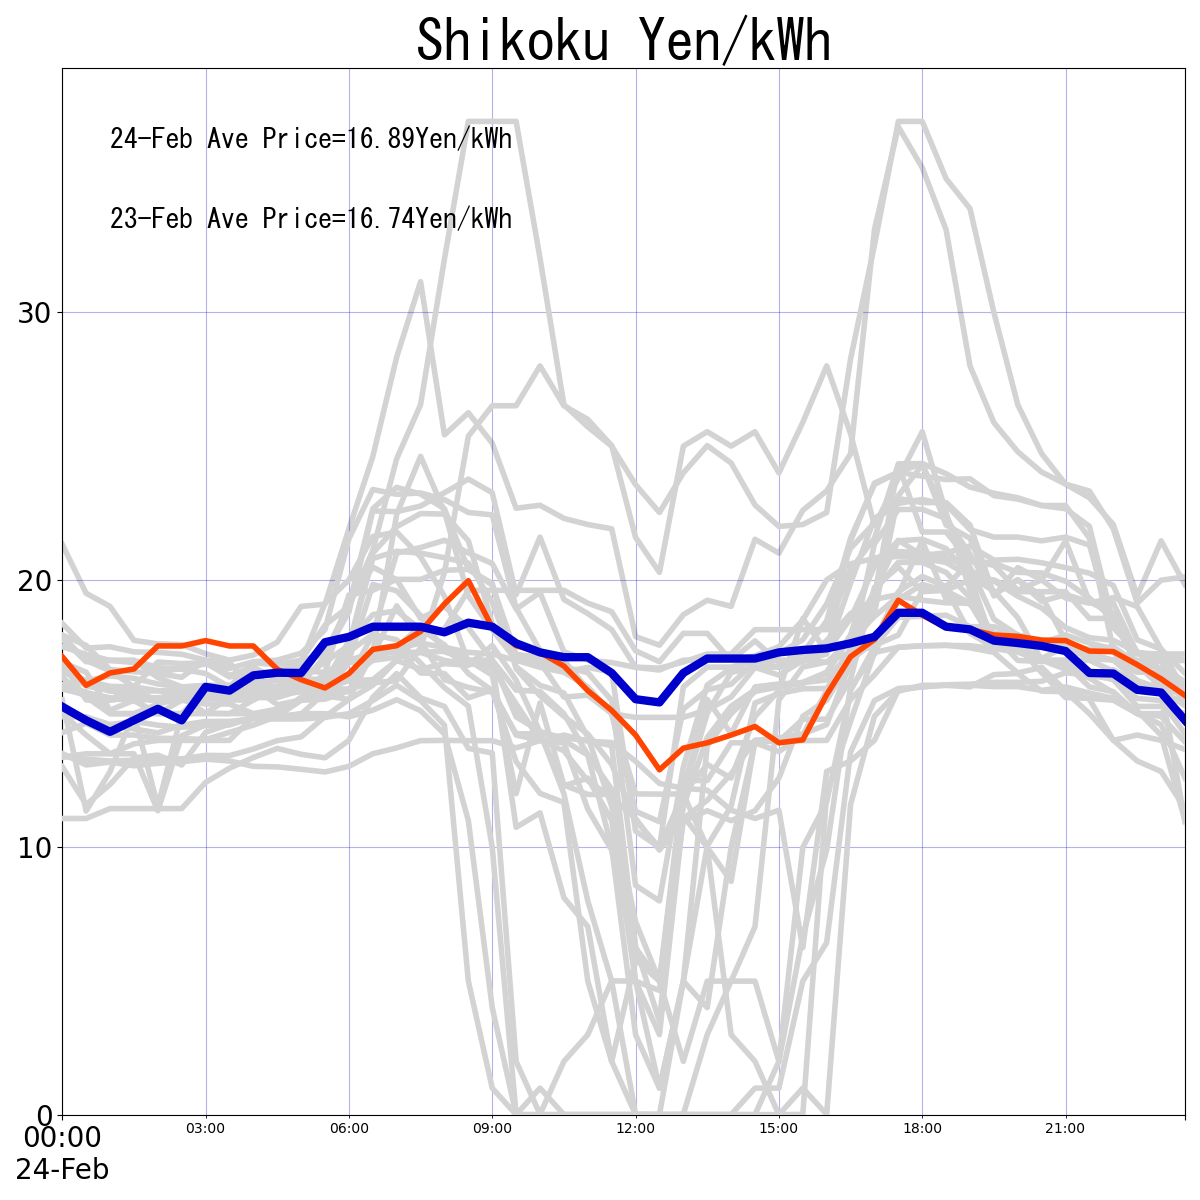 Shikoku Yen/kWh
24-Feb Ave Price=16.89Yen/kWh
23-Feb Ave Price=16.74Yen/kWh
30
20
10
0
00:00 03:00 06:00 09:00 12:00 15:00 18:00 21:00
24-Feb